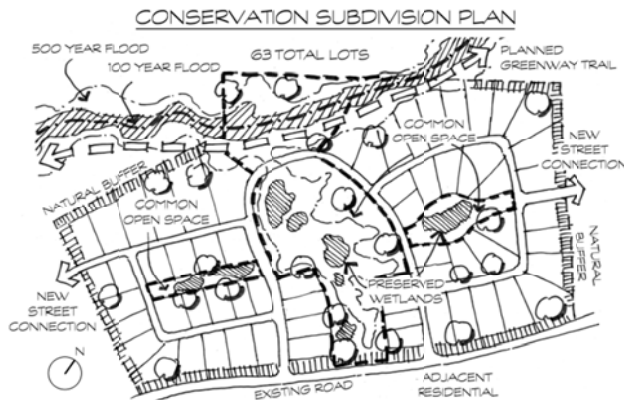 CONSERVATION SUBDIVISION PLAN
500 YEAR FLOOD
100 YEAR FLOOD
63 TOTAL LOTS
PLANNED
GREENWAY TRAIL
COMMON
OPEN SPACE
NEW
STREET
CONNECTION
NATURAL BUFFER
COMMON
OPEN SPACE
NATURAL
BUFFER
PRESERVED
WETLANDS
NEW
STREET
CONNECTION
N
EXISTING ROAD
ADJACENT
RESIDENTIAL